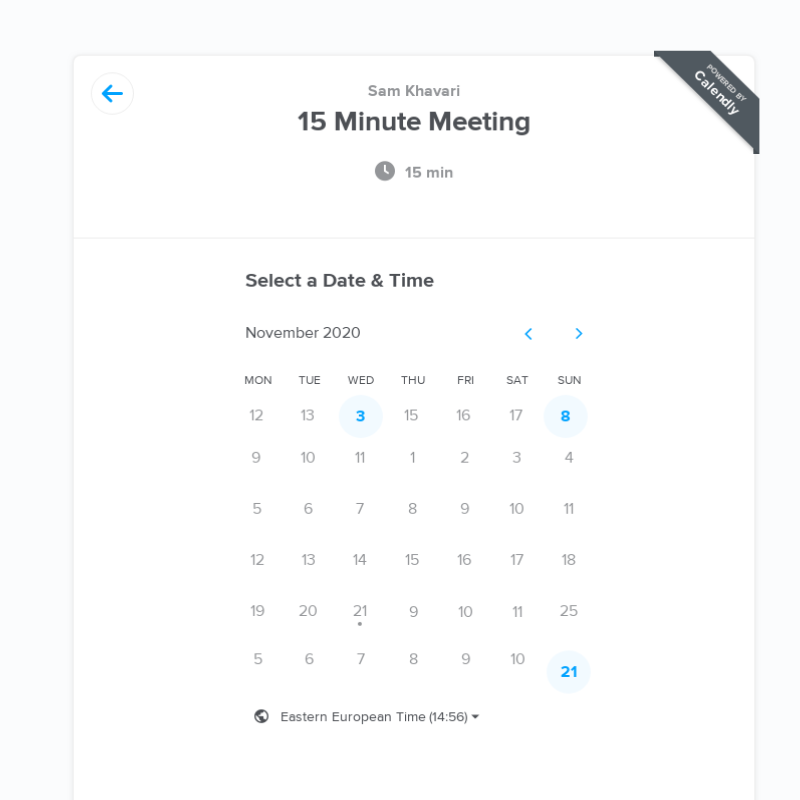 Sam Khavari
15 Minute Meeting
15 min
POWERED BY
Calendly
Select a Date & Time
November 2020
MON TUE WED THU FRI SAT SUN
12 13 3 15 16 17 8
9 10 11 1 2 3 4
5 6 7 8 9 10 11
12 13 14 15 16 17 18
19 20 21 9 10 11 25
5 6 7 8 9 10 21
Eastern European Time (14:56)